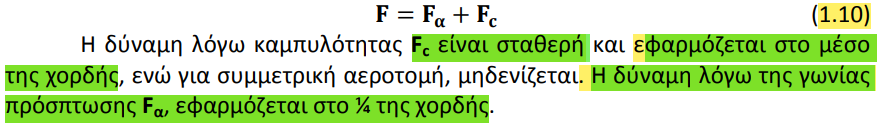 F = Fα + Fc (1.10)
Η δύναμη λόγω καμπυλότητας Fc είναι σταθερή και εφαρμόζεται στο μέσο
της χορδής, ενώ για συμμετρική αεροτομή, μηδενίζεται. Η δύναμη λόγω της γωνίας
πρόσπτωσης Fα, εφαρμόζεται στο ¼ της χορδής.